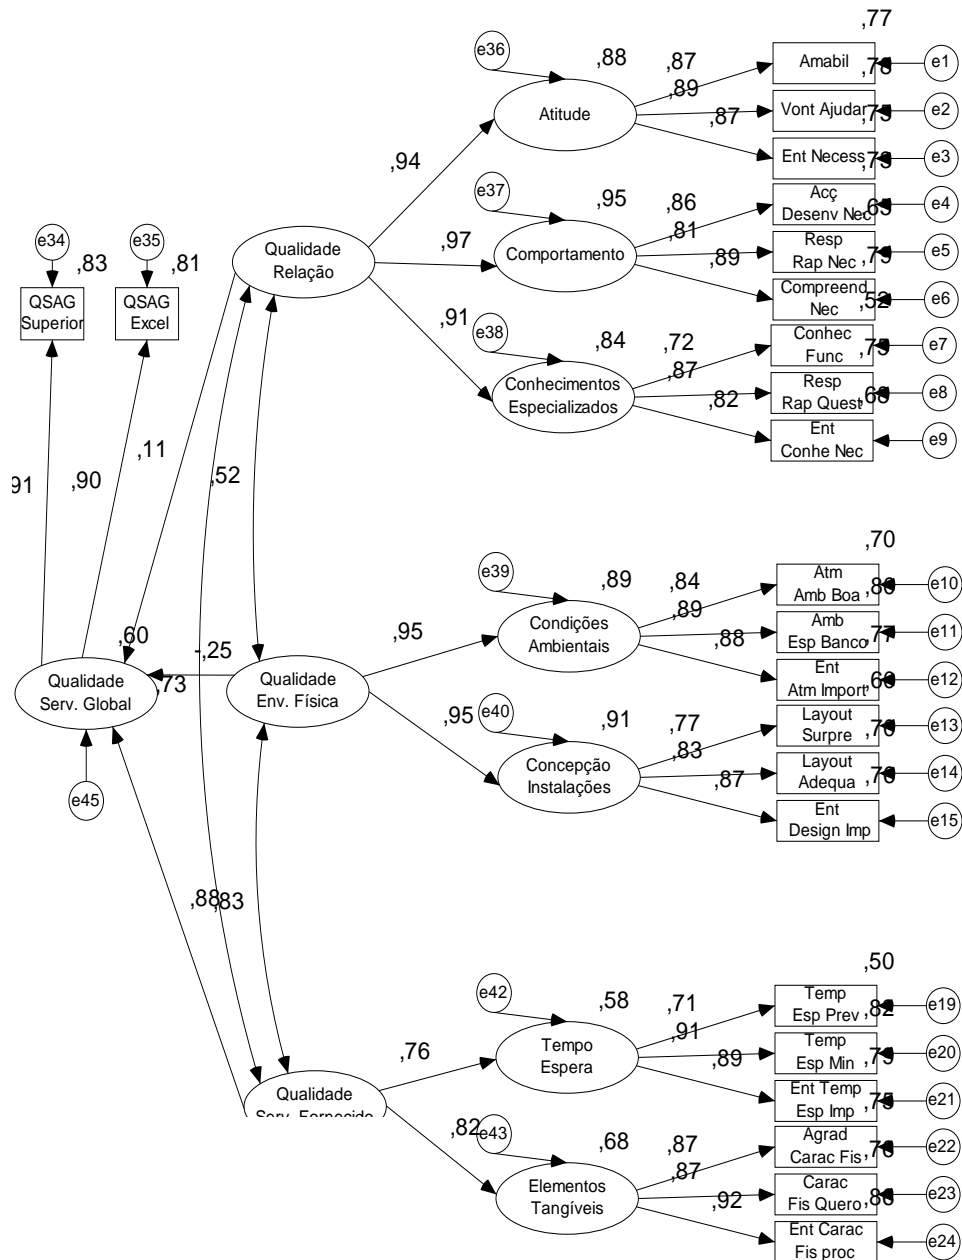 ,77
e36
,88
,87
Amabil
e1
,89
Atitude
Vont Ajudar
e2
,87
Ent Necess
e3
,94
e37
,95
,86
Acç
Desenv Nec
e4
,81
Qualidade
Relação
,97
Comportamento
Resp
Rap Nec
e5
,89
Compreend
Nec
e6
e34
,83
e35
,81
QSAG
Superior
QSAG
Excel
,91
e38
,84
,72
Conhec
Func
e7
,87
Conhecimentos
Especializados
Resp
Rap Quest
e8
,82
Ent
Conhe Nec
e9
,11
91
,90
,52
,70
e39
,89
,84
Atm
Amb Boa
e10
,89
Condições
Ambientais
Amb
Esp Banco
e11
,88
Ent
Atm Import
e12
,60
-,25
,95
Qualidade
Serv. Global
,73
Qualidade
Env. Física
e40
,95
,91
,77
Layout
Surpre
e13
,83
Concepção
Instalações
Layout
Adequa
e14
,87
Ent
Design Imp
e15
e45
,88
,83
,50
e42
,58
,71
Temp
Esp Prev
e19
,91
Tempo
Espera
Temp
Esp Min
e20
,89
,76
Ent Temp
Esp Imp
e21
Qualidade
Serv. Fornecido
,82
e43
,68
,87
Agrad
Carac Fis
e22
,87
Elementos
Tangíveis
Carac
Fis Quero
e23
,92
Ent Carac
Fis proc
e24